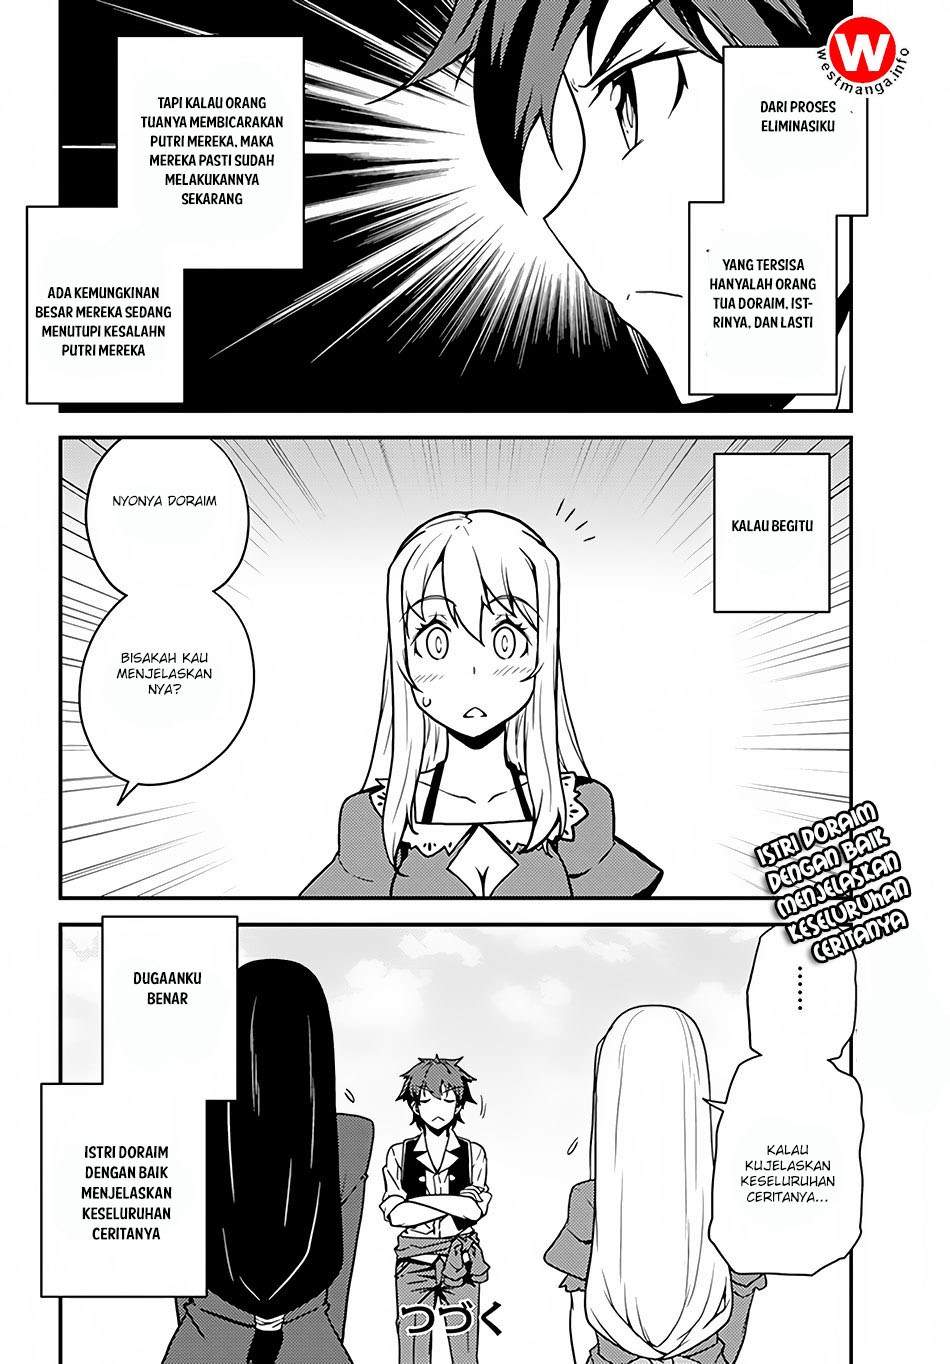 W
westmanga.info
DARI PROSES
ELIMINASIKU
YANG TERSISA
HANYALAH ORANG
TUA DORAIM, IST-
RINYA, DAN LASTI
TAPI KALAU ORANG
TUANYA MEMBICARAKAN
PUTRI MEREKA, MAKA
MEREKA PASTI SUDAH
MELAKUKANNYA
SEKARANG
ADA KEMUNGKINAN
BESAR MEREKA SEDANG
MENUTUPI KESALAHN
PUTRI MEREKA
KALAU BEGITU
NYONYA DORAIM
BISAKAH KAU
MENJELASKAN
NYA?
ISTRI DORAIM
DENGAN BAIK
MENJELASKAN
KESELURUHAN
CERITANYA
......
KALAU
KUJELASKAN
KESELURUHAN
CERITANYA...
DUGAANKU
BENAR
ISTRI DORAIM
DENGAN BAIK
MENJELASKAN
KESELURUHAN
CERITANYA
つづく